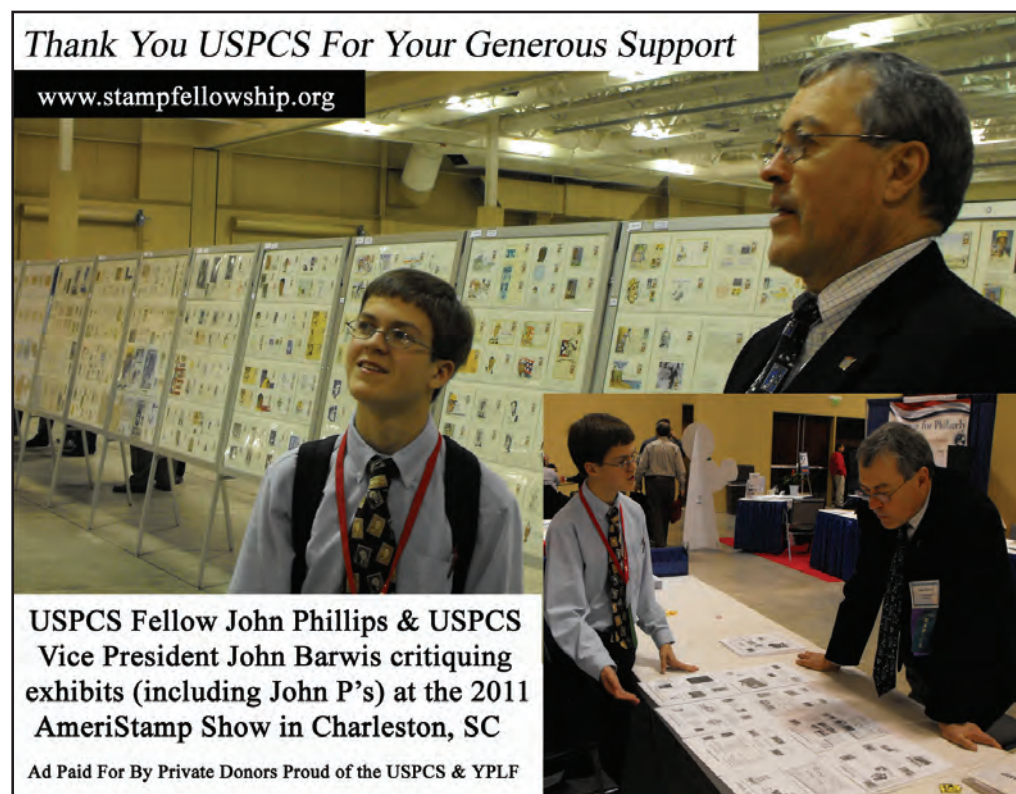 Thank You USPCS For Your Generous Support
www.stampfellowship.org
for Philately
USPCS Fellow John Phillips & USPCS
Vice President John Barwis critiquing
exhibits (including John P's) at the 2011
AmeriStamp Show in Charleston, SC
Ad Paid For By Private Donors Proud of the USPCS & YPLF